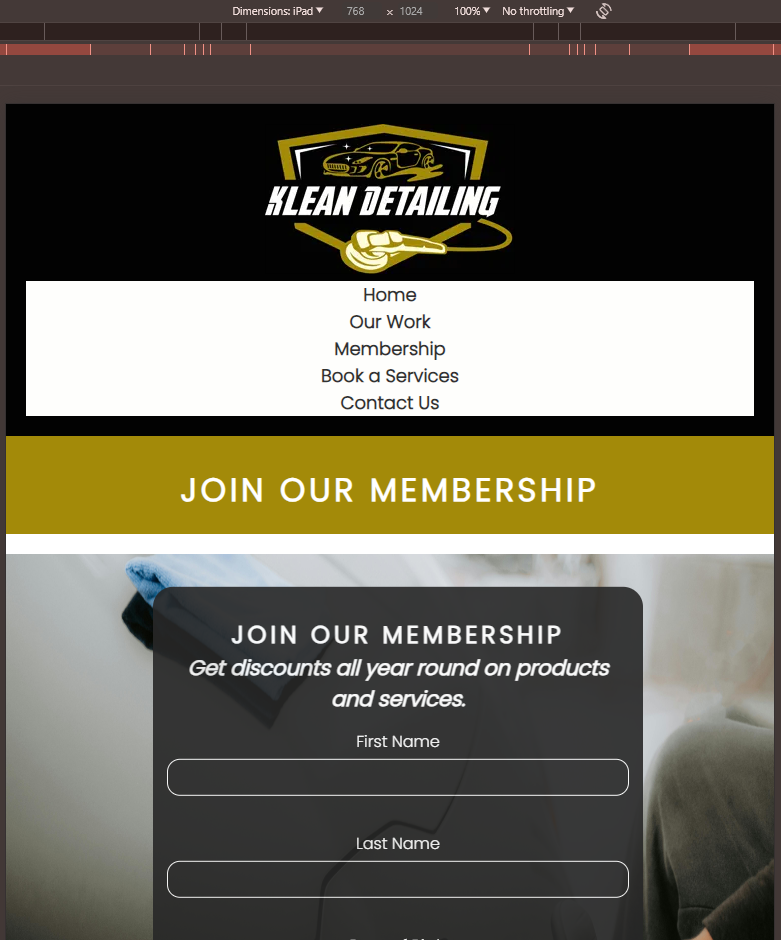 Dimensions: iPad ▼ 768 x 1024 100% ▼ No throttling ▼
KLEAN DETAILING
Home
Our Work
Membership
Book a Services
Contact Us
JOIN OUR MEMBERSHIP
JOIN OUR MEMBERSHIP
Get discounts all year round on products
and services.
First Name
Last Name